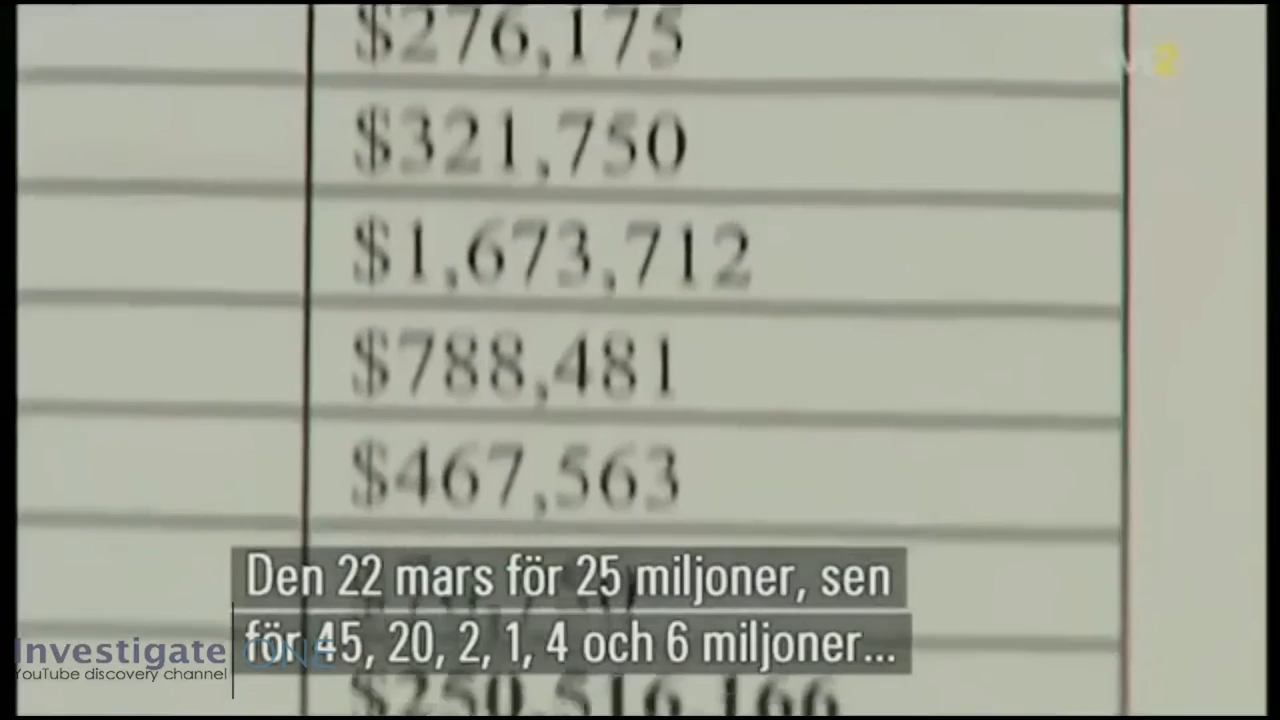 $276,175
$321,750
$1,673,712
$788,481
$467,563
Den 22 mars för 25 miljoner, sen
för 45, 20, 2, 1, 4 och 6 miljoner...
$250,516,166
Investigate ONE
YouTube discovery channel